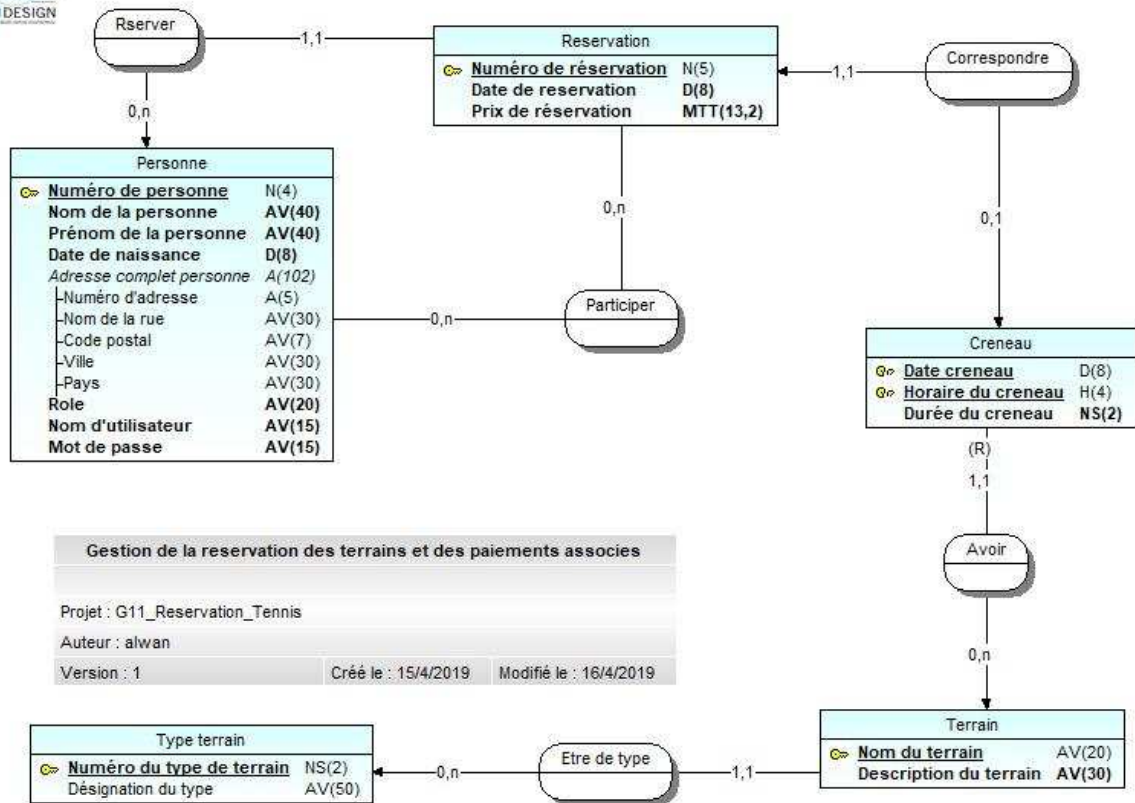 DESIGN
Rserver
1,1
0,n
Reservation
Numéro de réservation N(5)
Date de reservation D(8)
Prix de réservation MTT(13,2)
1,1
Correspondre
0,1
0,n
Personne
Numéro de personne N(4)
Nom de la personne AV(40)
Prénom de la personne AV(40)
Date de naissance D(8)
Adresse complet personne A(102)
Numéro d'adresse A(5)
Nom de la rue AV(30)
Code postal AV(7)
Ville AV(30)
Pays AV(30)
Role AV(20)
Nom d'utilisateur AV(15)
Mot de passe AV(15)
0,n
Participer
Creneau
Date creneau D(8)
Horaire du creneau H(4)
Durée du creneau NS(2)
(R)
1,1
Avoir
0,n
Gestion de la reservation des terrains et des paiements associes
Projet : G11_Reservation_Tennis
Auteur : alwan
Version : 1 Créé le : 15/4/2019 Modifié le : 16/4/2019
Type terrain
Numéro du type de terrain NS(2)
Désignation du type AV(50)
0,n
Etre de type
1,1
Terrain
Nom du terrain AV(20)
Description du terrain AV(30)